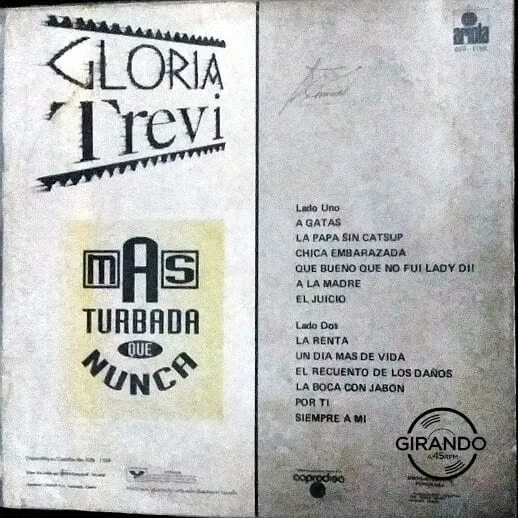 GLORIA
Trevi
MAS
TURBADA
QUE
NUNCA
ariola
Lado Uno
A GATAS
LA PAPA SIN CATSUP
CHICA EMBARAZADA
QUE BUENO QUE NO FUI LADY DI!
A LA MADRE
EL JUICIO
Lado Dos
LA RENTA
UN DIA MAS DE VIDA
EL RECUENTO DE LOS DAÑOS
LA BOCA CON JABON
POR TI
SIEMPRE A MI
GIRANDO
A 45 RPM